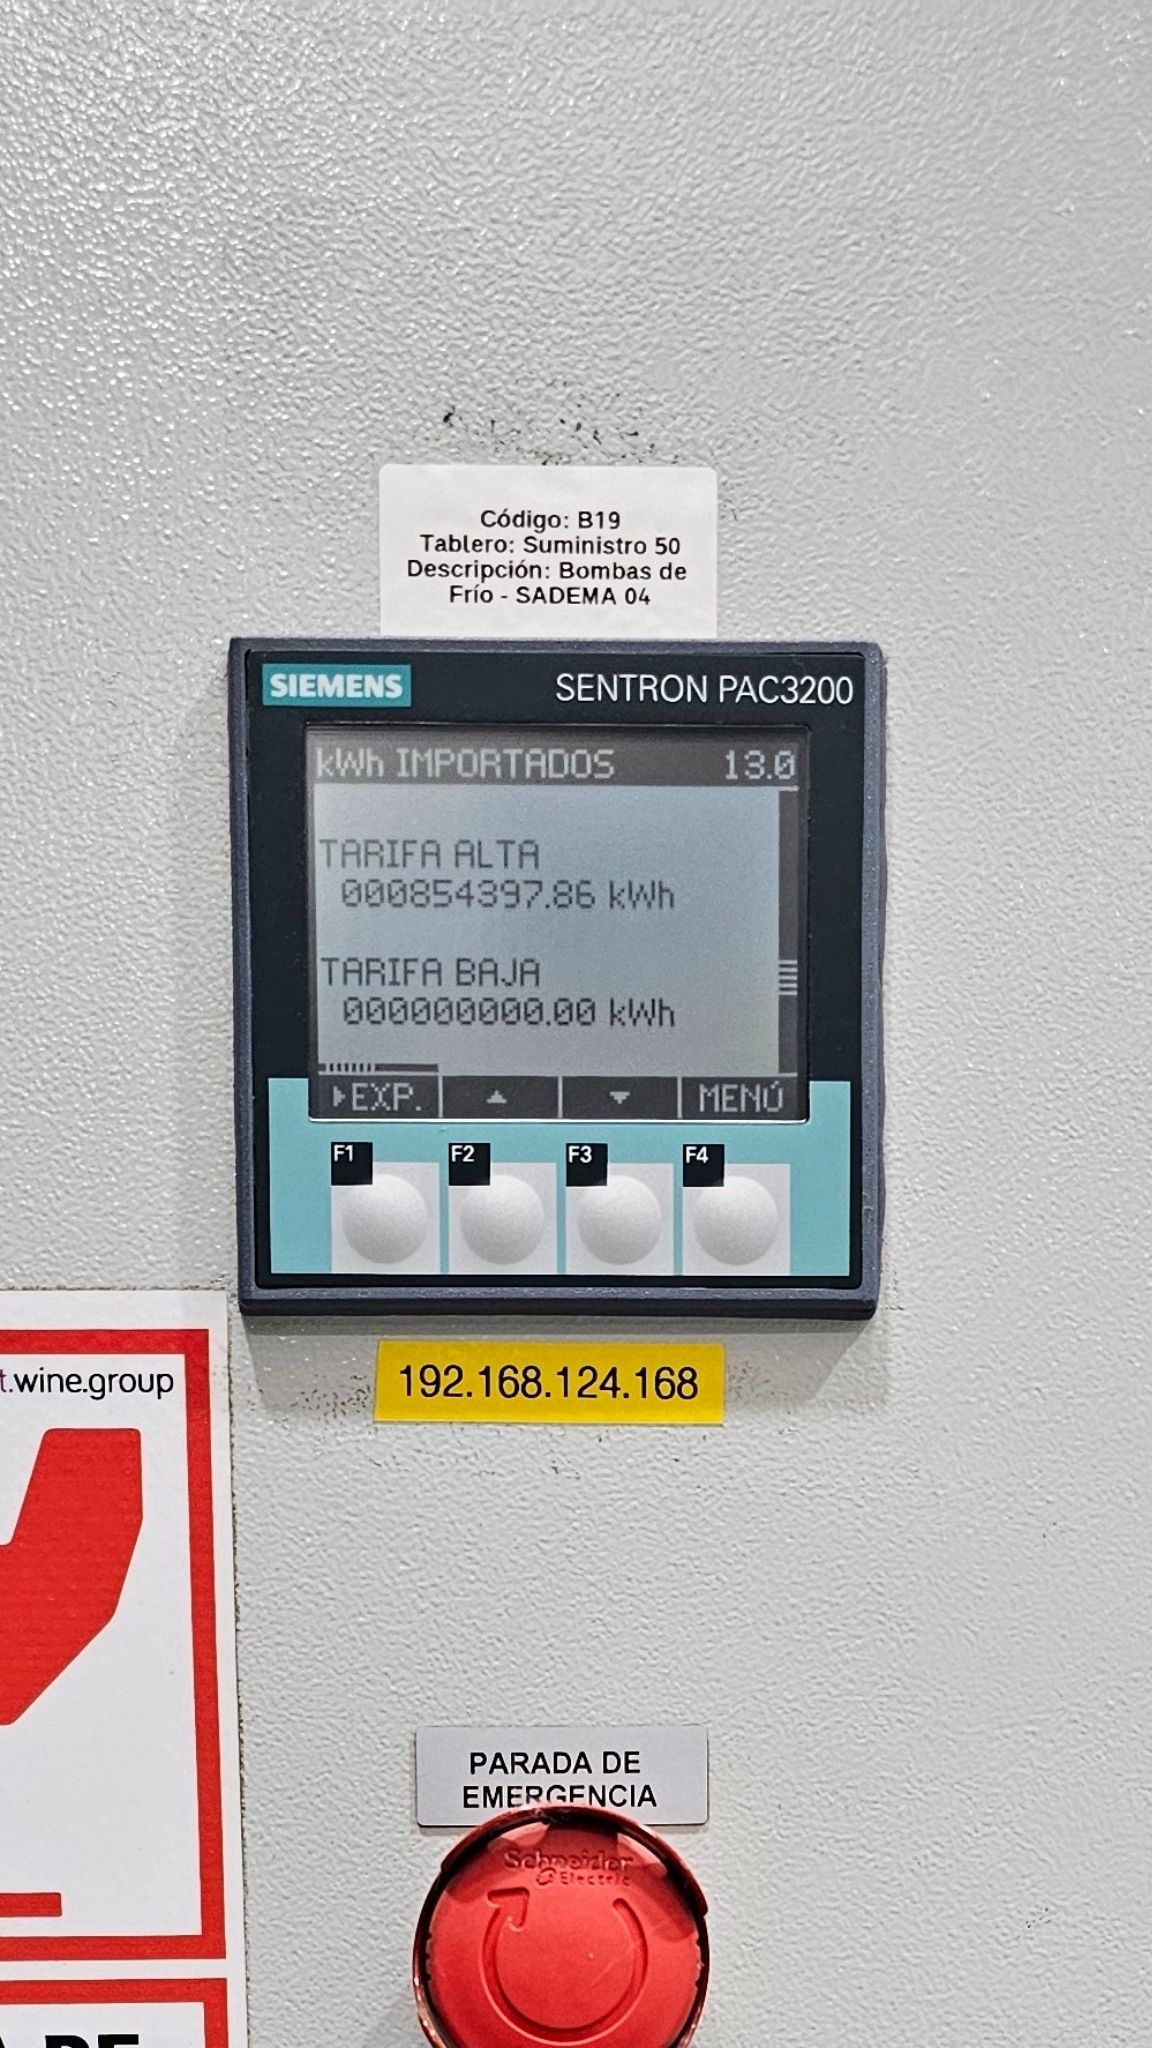 Código: B19
Tablero: Suministro 50
Descripción: Bombas de
Frío - SADEMA 04
SIEMENS
SENTRON PAC3200
kWh IMPORTADOS 13.0
TARIFA ALTA
000854397.86 kWh
TARIFA BAJA
000000000.00 kWh
EXP. ▲ ▼ MENÚ
F1 F2 F3 F4
192.168.124.168
t.wine.group
PARADA DE
EMERGENCIA
Schneider
Electric
DE